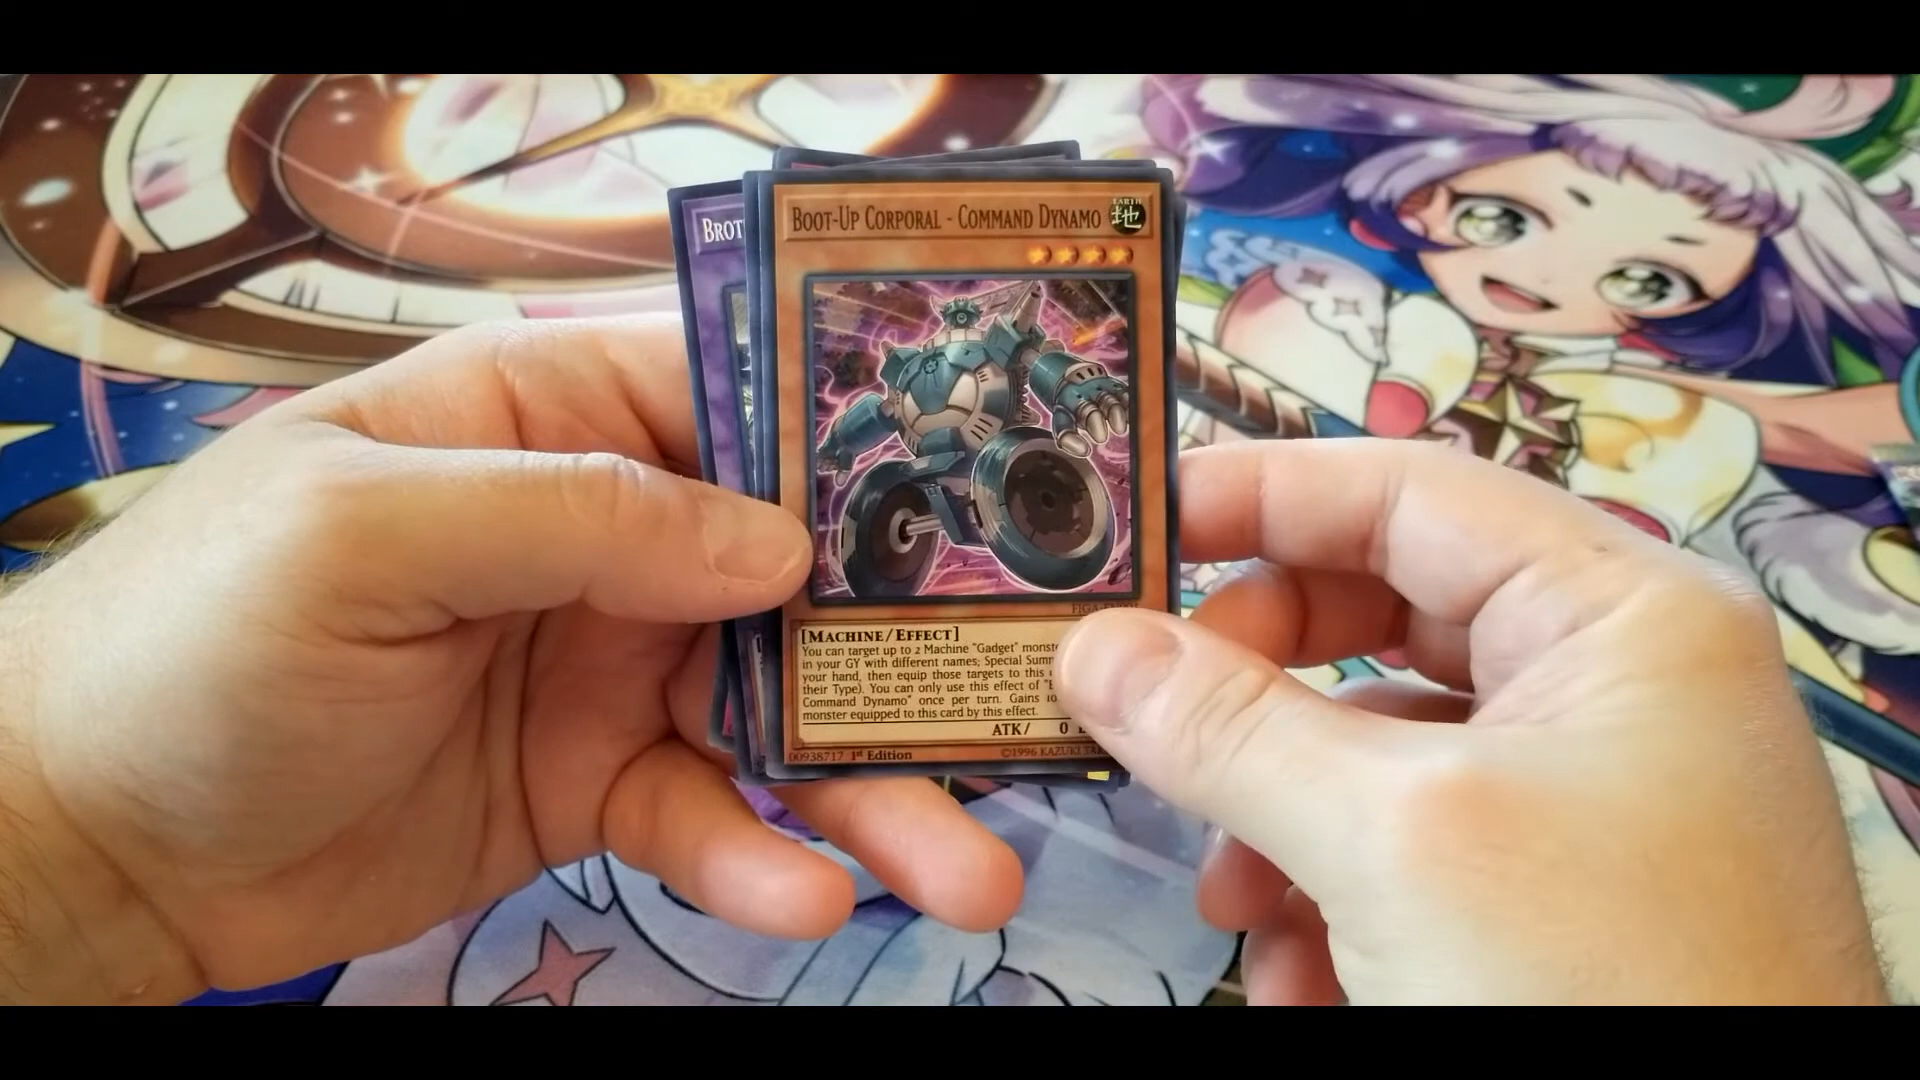 BROT
BOOT-UP CORPORAL - COMMAND DYNAMO
EARTH
地
[MACHINE/EFFECT]
You can target up to 2 Machine "Gadget"
in your GY with different names; Special
your hand, then equip those targets to this
their Type). You can only use this effect of
Command Dynamo" once per turn. Gains
monster equipped to this card by this effect.
ATK/ 0
00938717 1st Edition
©1996 KAZUKI